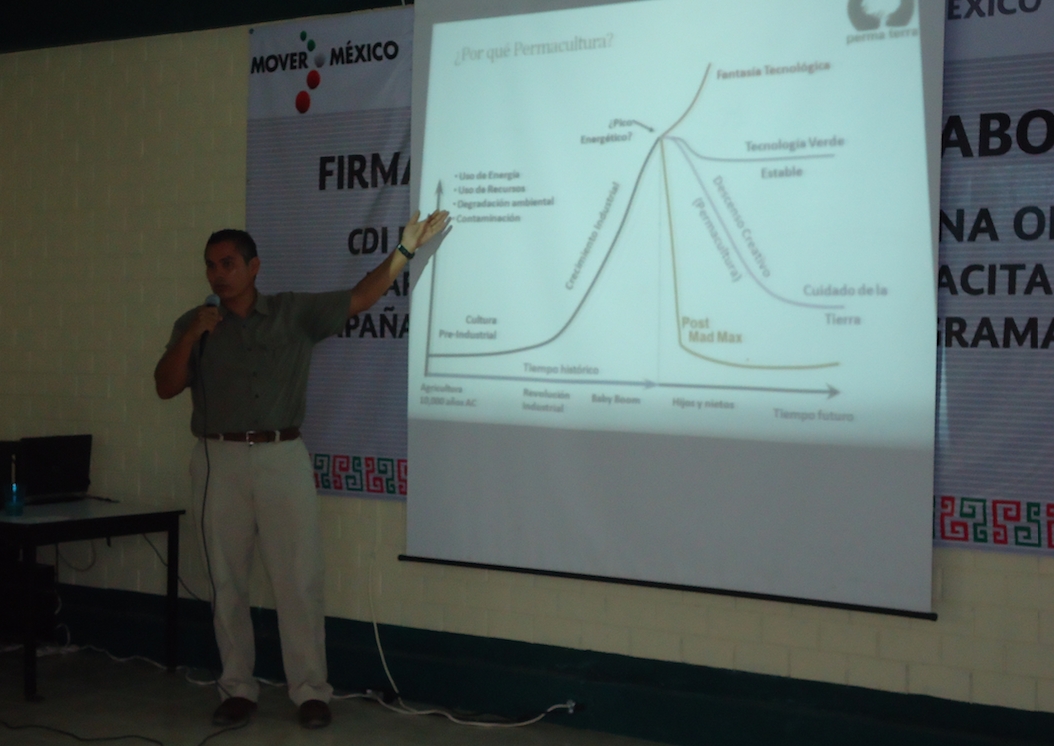 MOVER MÉXICO
FIRMA
CDI
¿Por qué Permacultura?
perma terra
Fantasía Tecnológica
¿Pico
Energético?
Tecnología Verde
Estable
• Uso de Energía
• Uso de Recursos
• Degradación ambiental
• Contaminación
Crecimiento Industrial
Descenso Creativo
(Permacultura)
Cuidado de la
Tierra
Cultura
Pre-Industrial
Post
Mad Max
Tiempo histórico
Agricultura
10,000 años AC
Revolución
Industrial
Baby Boom
Hijos y nietos
Tiempo futuro
ÉXICO
ABO
NA O
ACITA
GRAMA
PAÑA